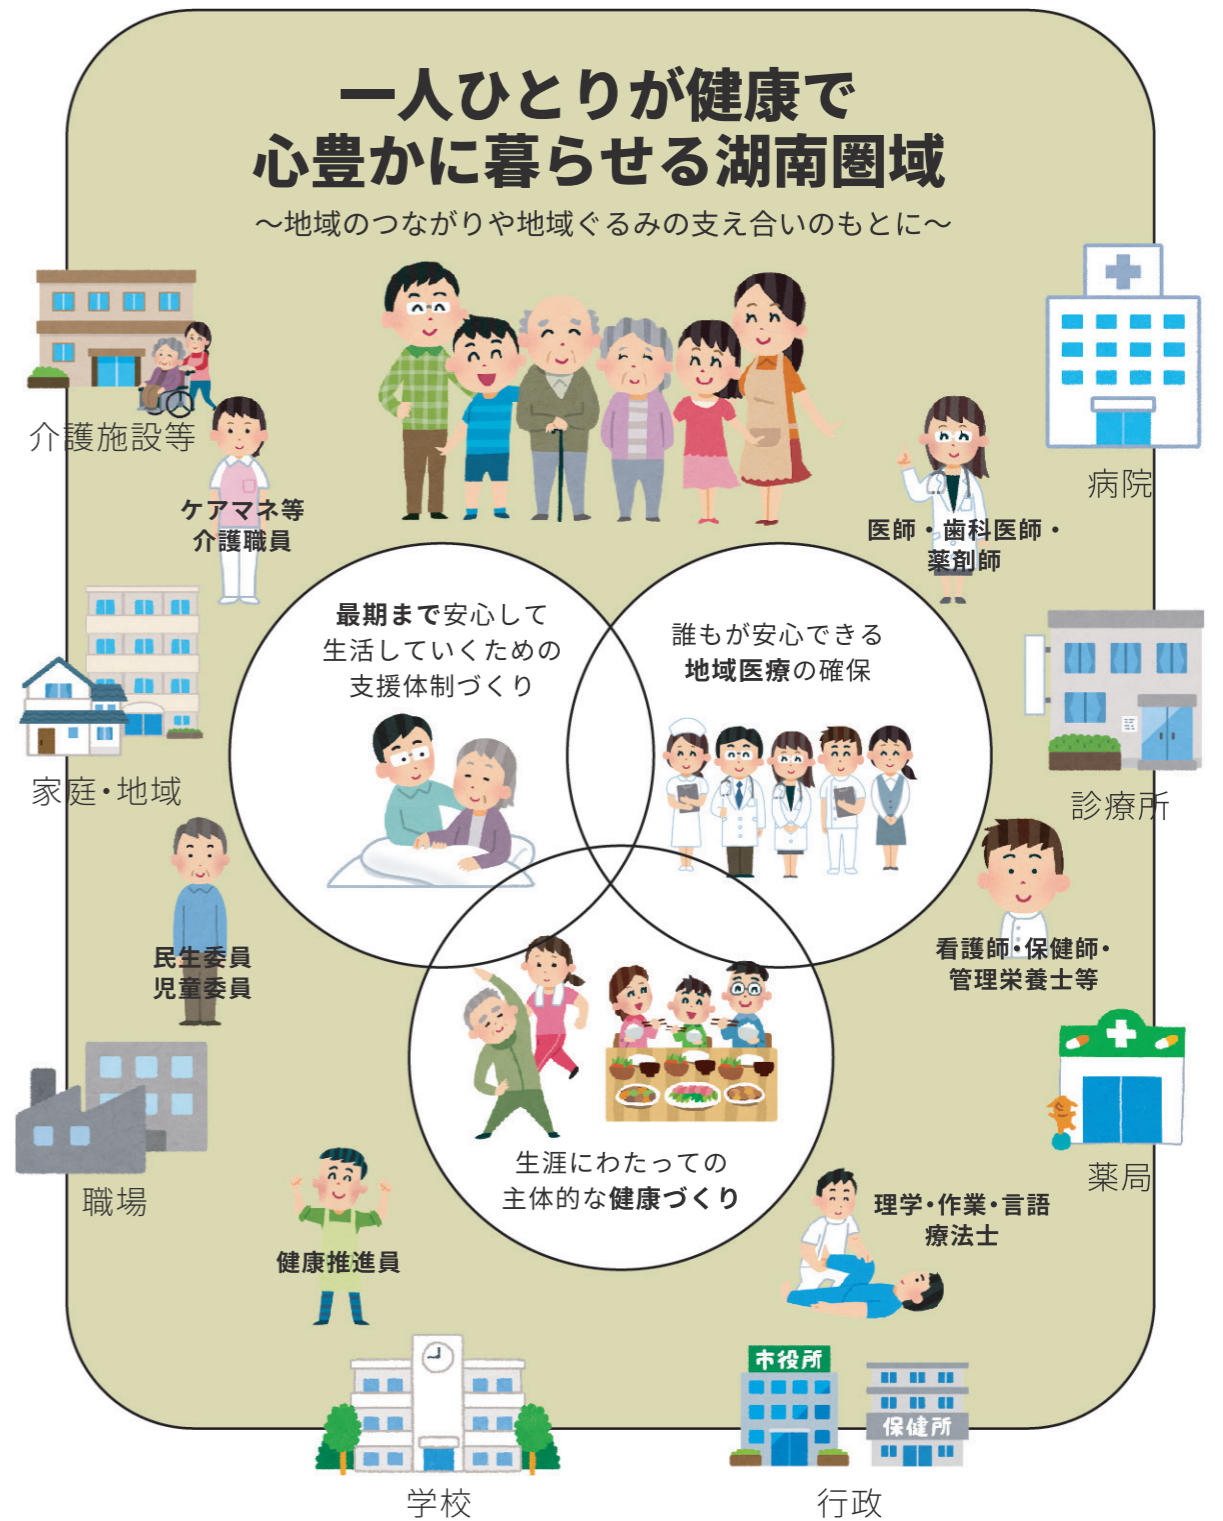 一人ひとりが健康で
心豊かに暮らせる湖南圏域
～地域のつながりや地域ぐるみの支え合いのもとに～
介護施設等
ケアマネ等
介護職員
病院
医師・歯科医師・
薬剤師
最期まで安心して
生活していくための
支援体制づくり
誰もが安心できる
地域医療の確保
家庭・地域
診療所
民生委員
児童委員
看護師・保健師・
管理栄養士等
職場
薬局
生涯にわたっての
主体的な健康づくり
健康推進員
理学・作業・言語
療法士
市役所
保健所
学校
行政